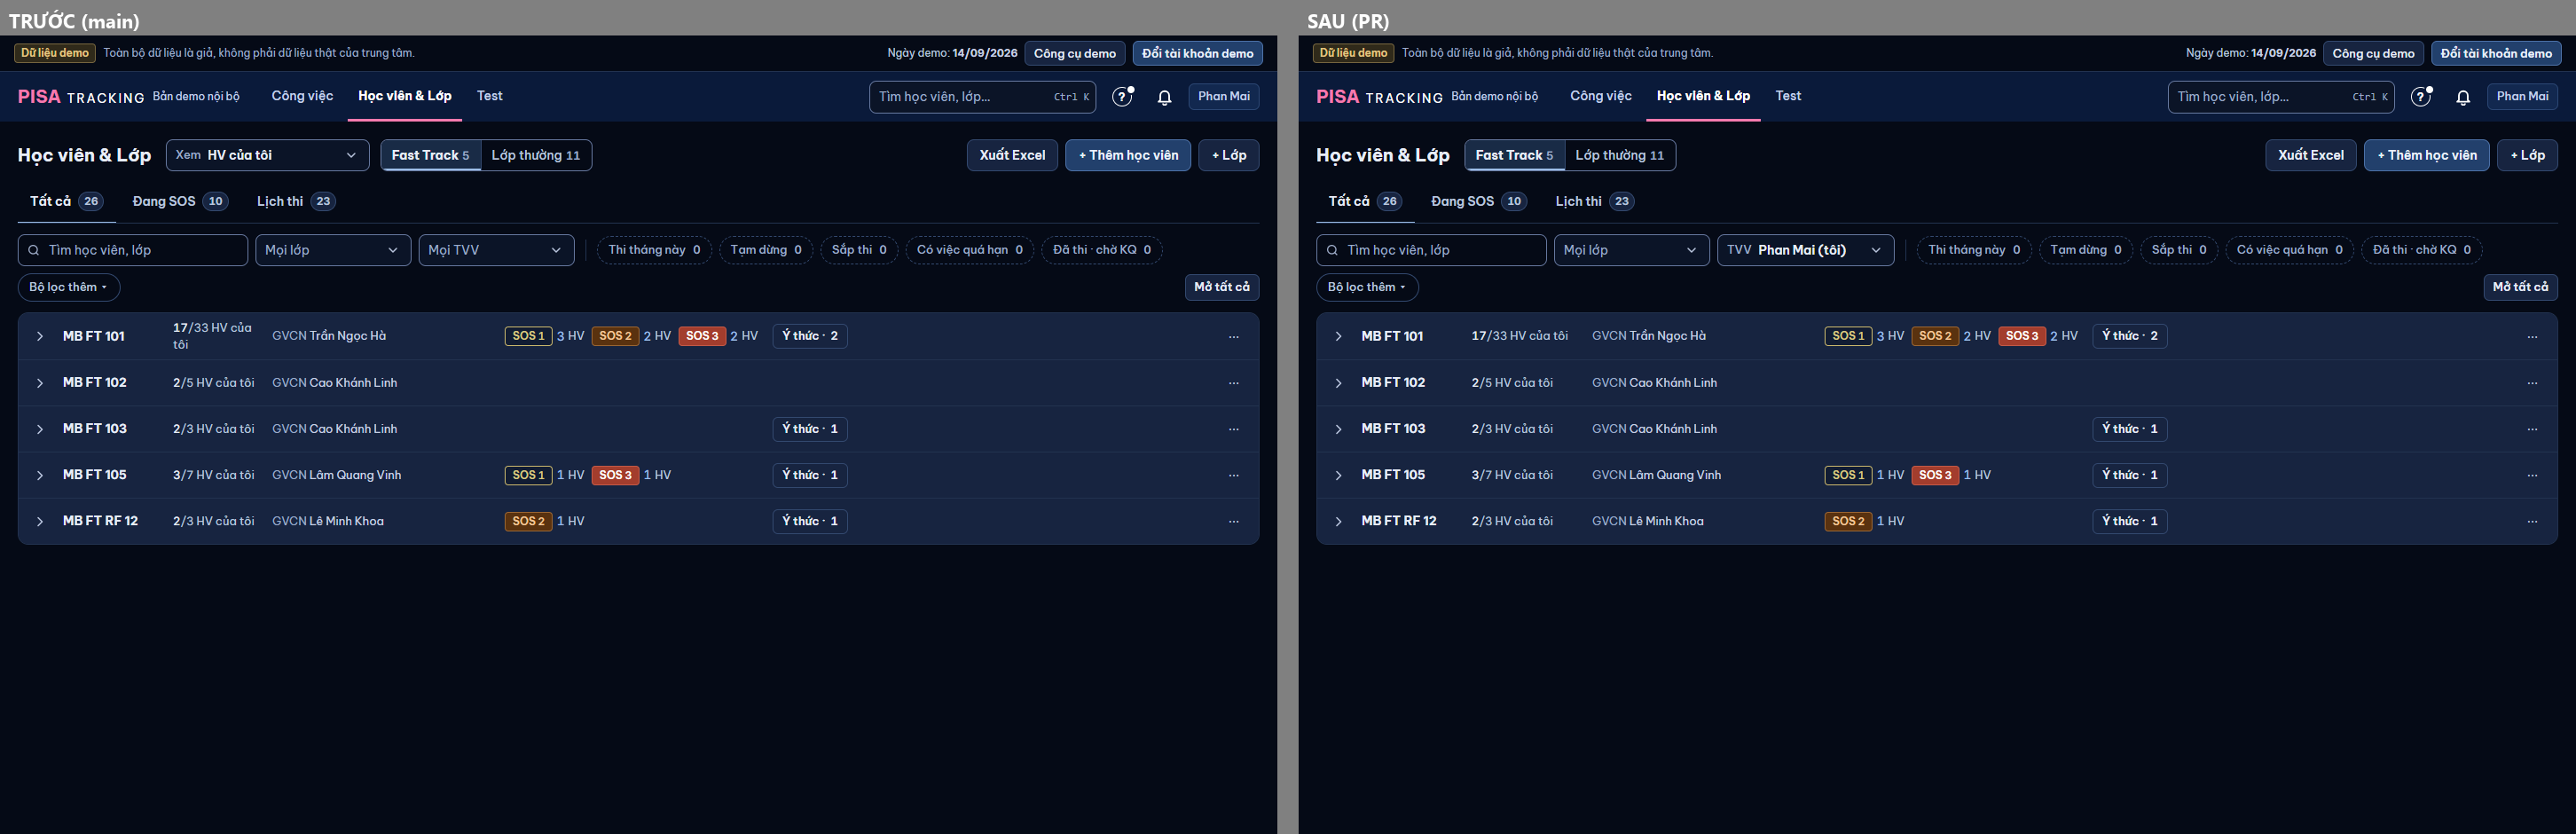 TRƯỚC (main)
Dữ liệu demo Toàn bộ dữ liệu là giả, không phải dữ liệu thật của trung tâm. Ngày demo: 14/09/2026 Công cụ demo Đổi tài khoản demo
PISA TRACKING Bản demo nội bộ Công việc Học viên & Lớp Test Tìm học viên, lớp... Ctrl K ? Phan Mai
Học viên & Lớp Xem HV của tôi Fast Track 5 Lớp thường 11 Xuất Excel + Thêm học viên + Lớp
Tất cả 26 Đang SOS 10 Lịch thi 23
Tìm học viên, lớp Mọi lớp Mọi TVV Thi tháng này 0 Tạm dừng 0 Sắp thi 0 Có việc quá hạn 0 Đã thi · chờ KQ 0
Bộ lọc thêm Mở tất cả
MB FT 101 17/33 HV của tôi GVCN Trần Ngọc Hà SOS 1 3 HV SOS 2 2 HV SOS 3 2 HV Ý thức · 2 ...
MB FT 102 2/5 HV của tôi GVCN Cao Khánh Linh ...
MB FT 103 2/3 HV của tôi GVCN Cao Khánh Linh Ý thức · 1 ...
MB FT 105 3/7 HV của tôi GVCN Lâm Quang Vinh SOS 1 1 HV SOS 3 1 HV Ý thức · 1 ...
MB FT RF 12 2/3 HV của tôi GVCN Lê Minh Khoa SOS 2 1 HV Ý thức · 1 ...
SAU (PR)
Dữ liệu demo Toàn bộ dữ liệu là giả, không phải dữ liệu thật của trung tâm. Ngày demo: 14/09/2026 Công cụ demo Đổi tài khoản demo
PISA TRACKING Bản demo nội bộ Công việc Học viên & Lớp Test Tìm học viên, lớp... Ctrl K ? Phan Mai
Học viên & Lớp Fast Track 5 Lớp thường 11 Xuất Excel + Thêm học viên + Lớp
Tất cả 26 Đang SOS 10 Lịch thi 23
Tìm học viên, lớp Mọi lớp TVV Phan Mai (tôi) Thi tháng này 0 Tạm dừng 0 Sắp thi 0 Có việc quá hạn 0 Đã thi · chờ KQ 0
Bộ lọc thêm Mở tất cả
MB FT 101 17/33 HV của tôi GVCN Trần Ngọc Hà SOS 1 3 HV SOS 2 2 HV SOS 3 2 HV Ý thức · 2 ...
MB FT 102 2/5 HV của tôi GVCN Cao Khánh Linh ...
MB FT 103 2/3 HV của tôi GVCN Cao Khánh Linh Ý thức · 1 ...
MB FT 105 3/7 HV của tôi GVCN Lâm Quang Vinh SOS 1 1 HV SOS 3 1 HV Ý thức · 1 ...
MB FT RF 12 2/3 HV của tôi GVCN Lê Minh Khoa SOS 2 1 HV Ý thức · 1 ...